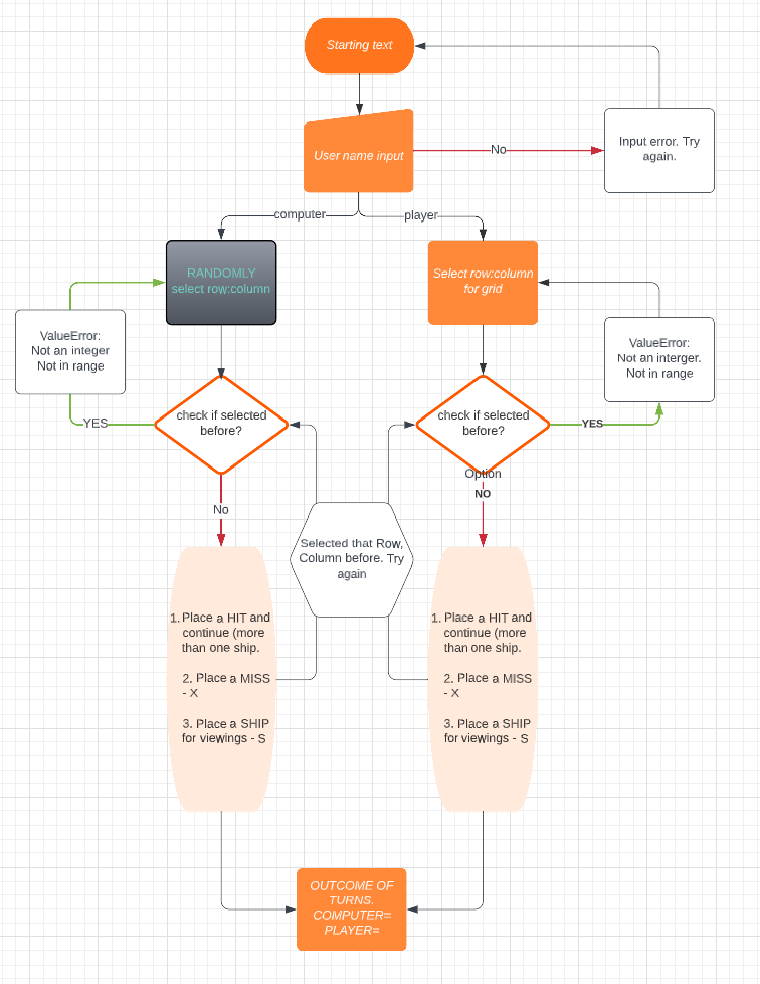 Starting text
User name input
No
Input error. Try
again.
computer
player
RANDOMLY
select row:column
Select row:column
for grid
ValueError:
Not an integer
Not in range
ValueError:
Not an interger.
Not in range
check if selected
before?
check if selected
before?
YES
YES
Option
No
NO
Selected that Row,
Column before. Try
again
1. Place a HIT and
continue (more
than one ship.
2. Place a MISS
- X
3. Place a SHIP
for viewings - S
1. Place a HIT and
continue (more
than one ship.
2. Place a MISS
- X
3. Place a SHIP
for viewings - S
OUTCOME OF
TURNS.
COMPUTER=
PLAYER=